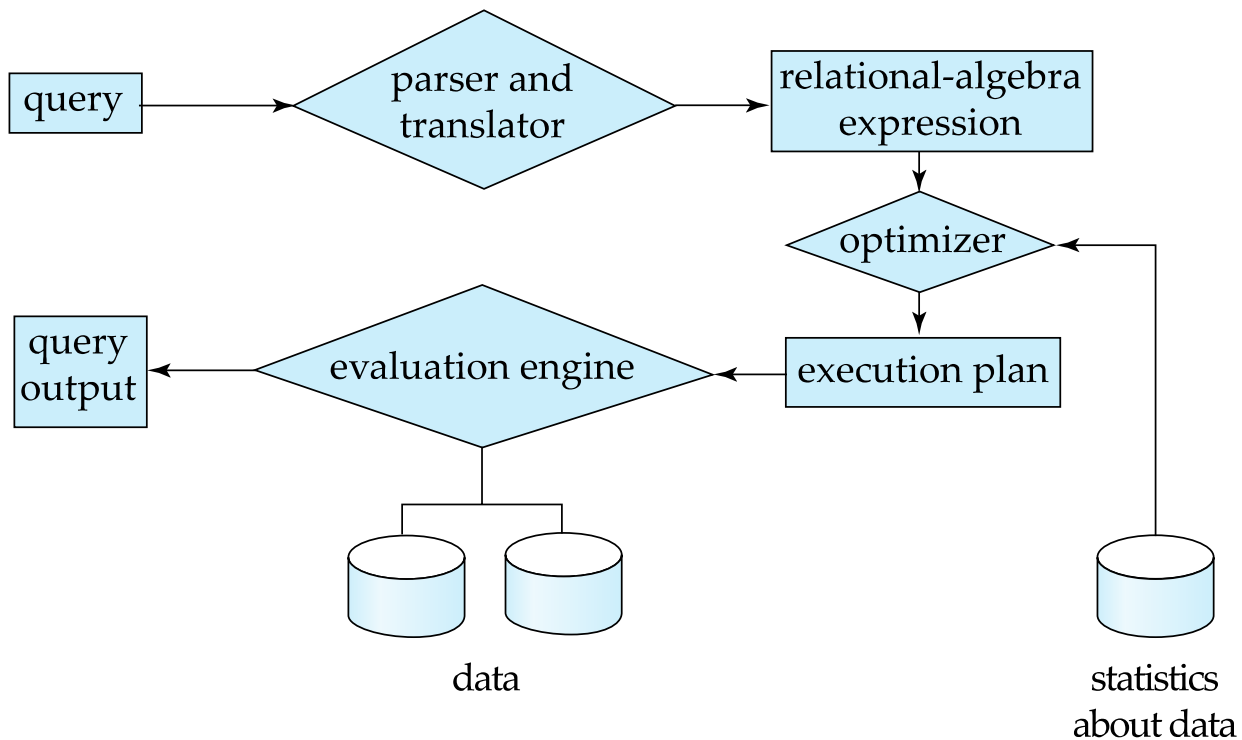 query
parser and
translator
relational-algebra
expression
optimizer
query
output
evaluation engine
execution plan
data
statistics
about data